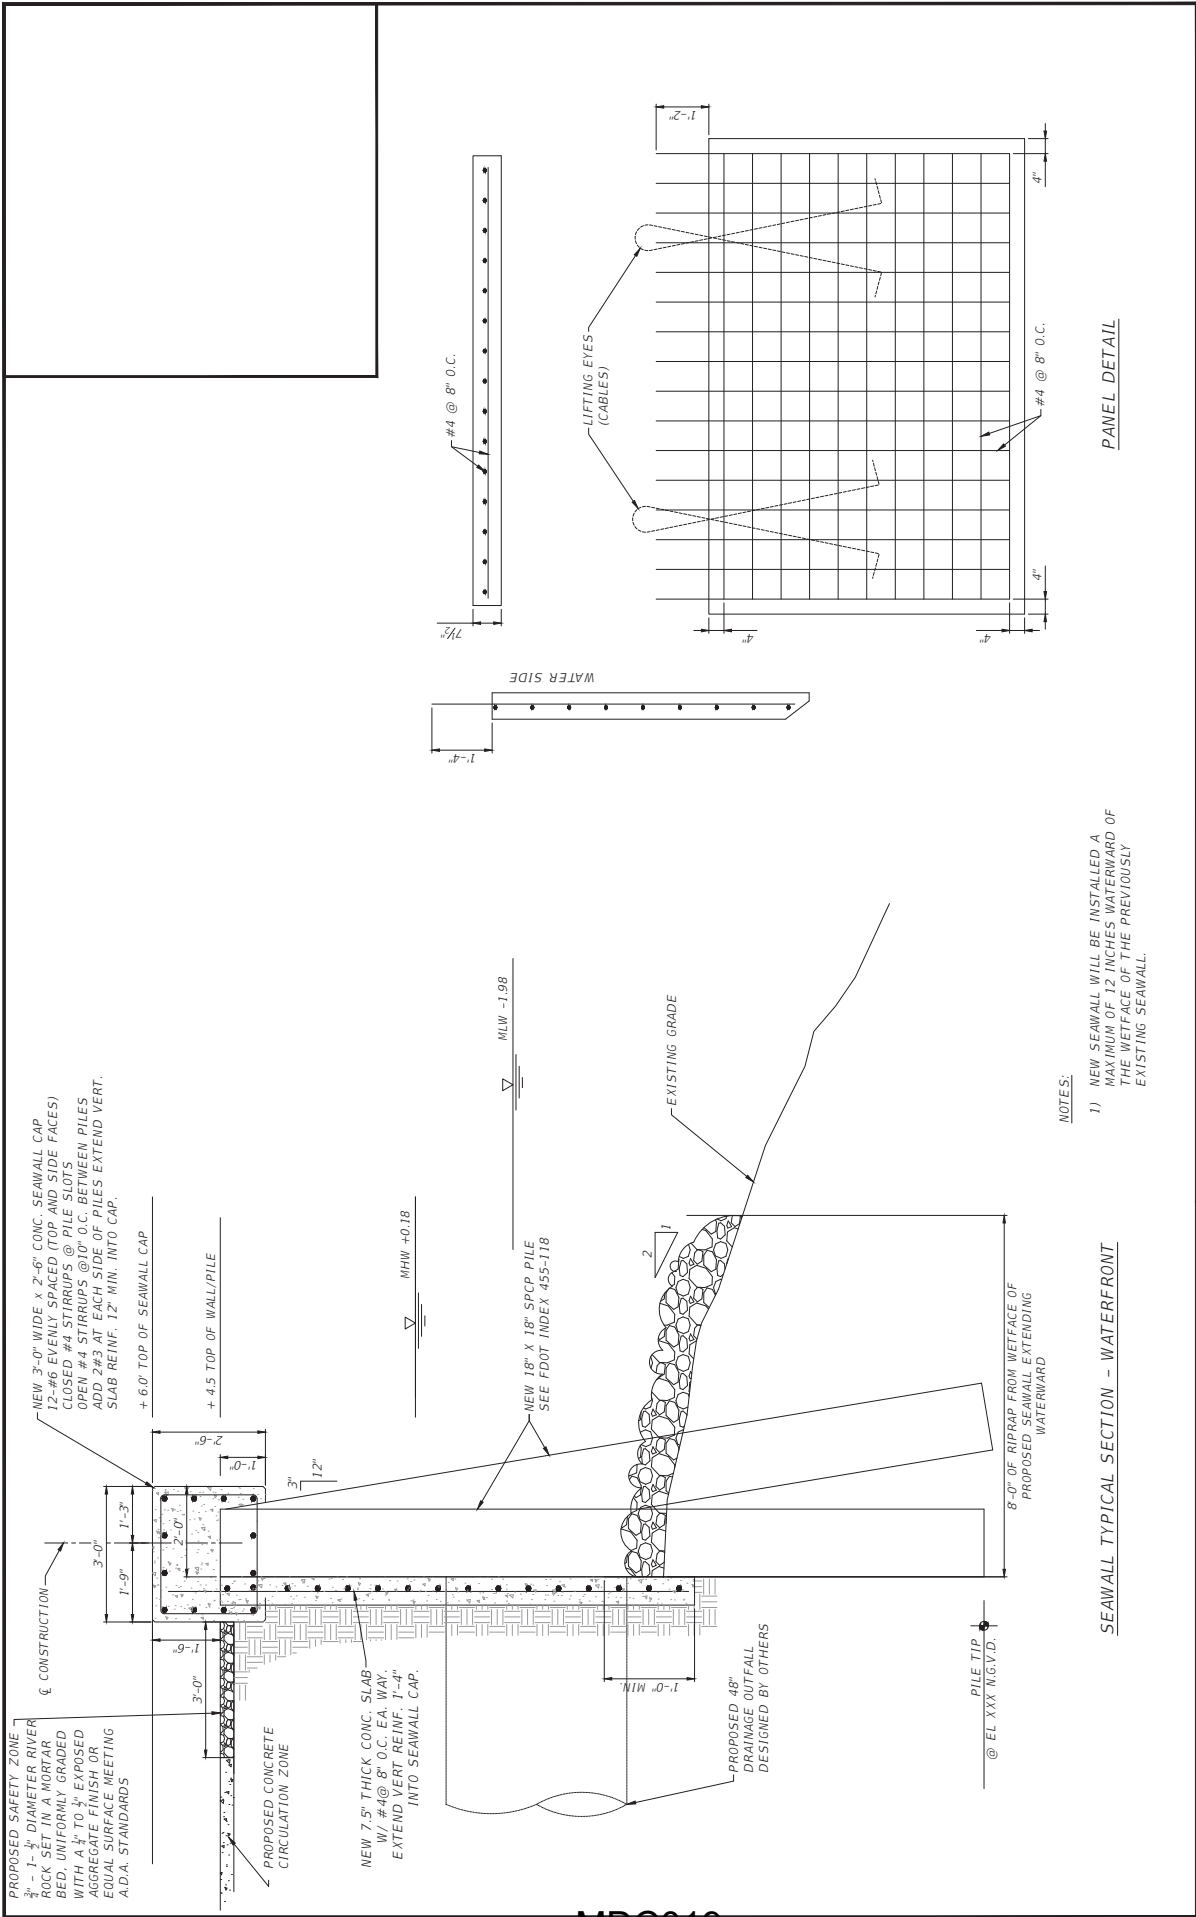 PROPOSED SAFETY ZONE
3/4" - 1- 1/2" DIAMETER RIVER
ROCK SET IN A MORTAR
BED, UNIFORMLY GRADED
WITH A 1/4" TO 1/2" EXPOSED
AGGREGATE FINISH OR
EQUAL SURFACE MEETING
A.D.A. STANDARDS
℄ CONSTRUCTION
3'-0"
1'-9"
1'-3"
2'-0"
1'-6"
3'-0"
2'-6"
1'-0"
NEW 3'-0" WIDE x 2'-6" CONC. SEAWALL CAP
12-#6 EVENLY SPACED (TOP AND SIDE FACES)
CLOSED #4 STIRRUPS @ PILE SLOTS
OPEN #4 STIRRUPS @10" O.C. BETWEEN PILES
ADD 2#3 AT EACH SIDE OF PILES EXTEND VERT.
SLAB REINF. 12" MIN. INTO CAP.
+ 6.0' TOP OF SEAWALL CAP
+ 4.5 TOP OF WALL/PILE
3"
12"
MHW +0.18
MLW -1.98
PROPOSED CONCRETE
CIRCULATION ZONE
NEW 7.5" THICK CONC. SLAB
W/ #4@ 8" O.C. EA. WAY.
EXTEND VERT REINF. 1'-4"
INTO SEAWALL CAP.
NEW 18" X 18" SPCP PILE
SEE FDOT INDEX 455-118
1'-0" MIN.
2
1
EXISTING GRADE
PROPOSED 48"
DRAINAGE OUTFALL
DESIGNED BY OTHERS
PILE TIP
@ EL XXX N.G.V.D.
8'-0" OF RIPRAP FROM WETFACE OF
PROPOSED SEAWALL EXTENDING
WATERWARD
SEAWALL TYPICAL SECTION - WATERFRONT
NOTES:
1) NEW SEAWALL WILL BE INSTALLED A
MAXIMUM OF 12 INCHES WATERWARD OF
THE WETFACE OF THE PREVIOUSLY
EXISTING SEAWALL.
1'-4"
WATER SIDE
7½"
#4 @ 8" O.C.
LIFTING EYES
(CABLES)
1'-2"
4"
4"
4"
4"
#4 @ 8" O.C.
PANEL DETAIL